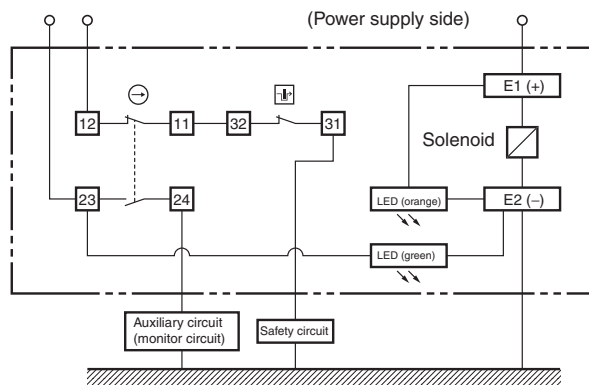 (Power supply side)
E1 (+)
12
11
32
31
Solenoid
23
24
LED (orange)
E2 (−)
LED (green)
Auxiliary circuit
(monitor circuit)
Safety circuit